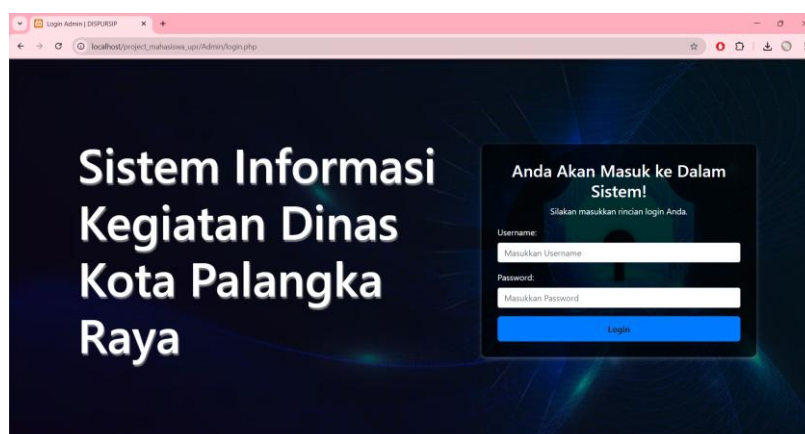 Login Admin | DISPURSIP
localhost/project_mahasiswa_upr/Admin/login.php
Sistem Informasi
Kegiatan Dinas
Kota Palangka
Raya
Anda Akan Masuk ke Dalam
Sistem!
Silakan masukkan rincian login Anda.
Username:
Masukkan Username
Password:
Masukkan Password
Login